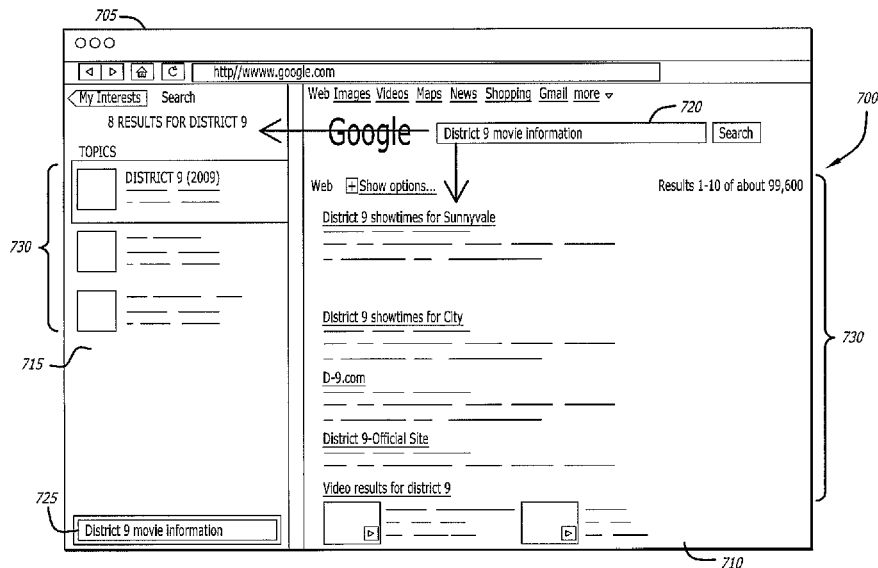 705
http//wwww.google.com
My Interests Search
8 RESULTS FOR DISTRICT 9
TOPICS
DISTRICT 9 (2009)
730
715
725
District 9 movie information
Web Images Videos Maps News Shopping Gmail more
720
700
Google District 9 movie information Search
Web + Show options... Results 1-10 of about 99,600
District 9 showtimes for Sunnyvale
District 9 showtimes for City
730
D-9.com
District 9-Official Site
Video results for district 9
710